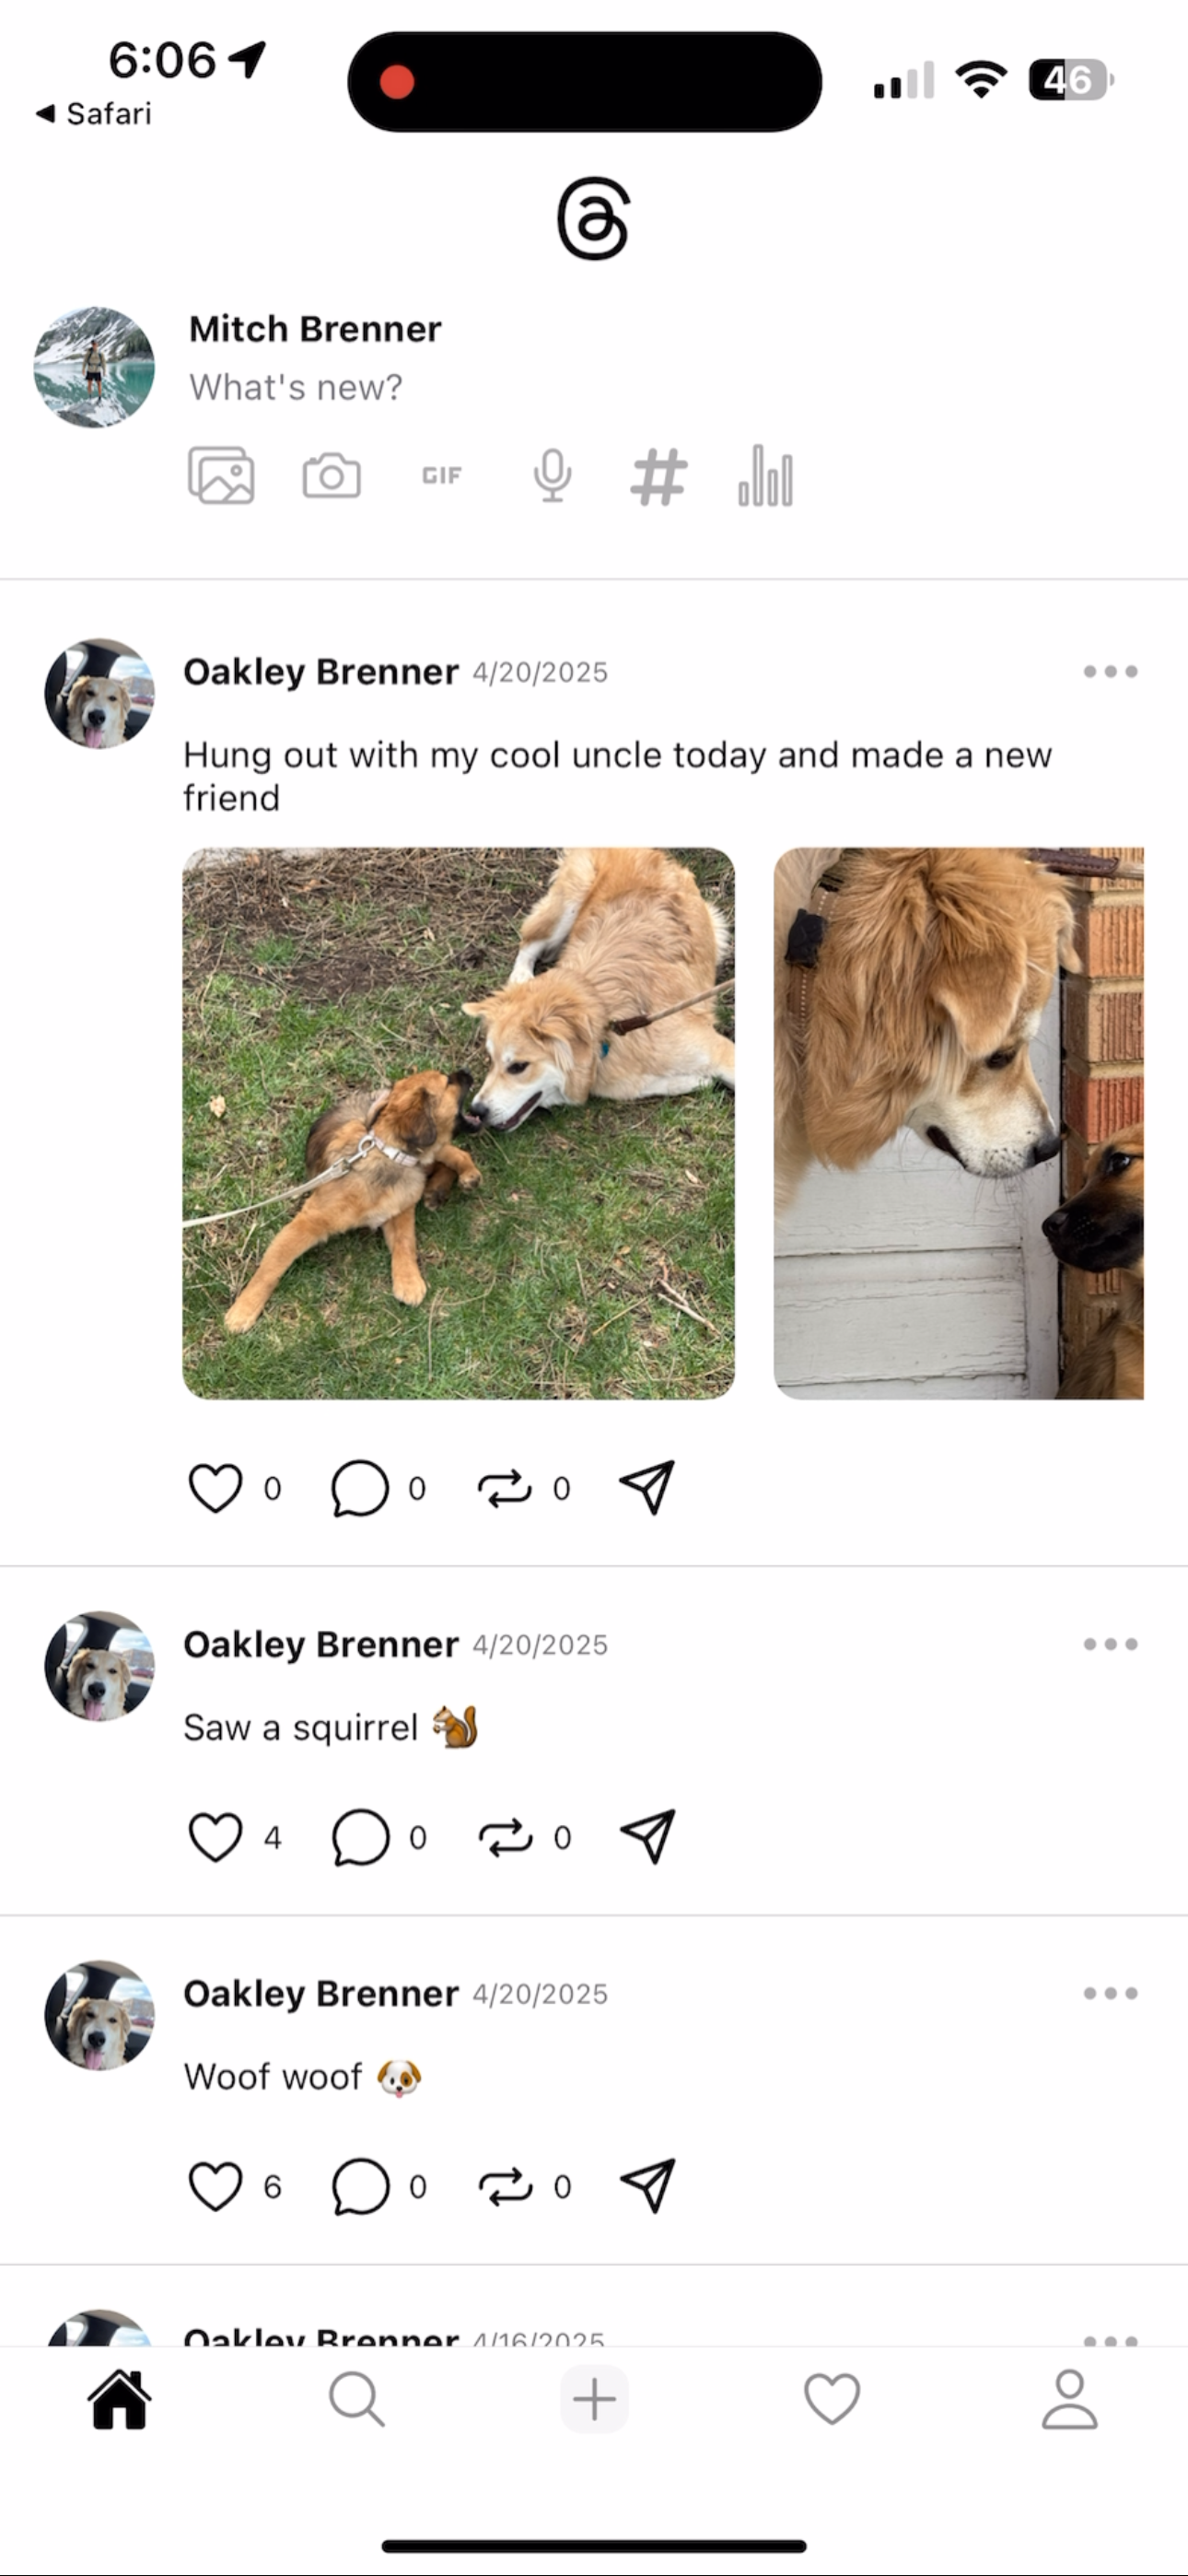 6:06
46
◀ Safari
Mitch Brenner
What's new?
GIF
Oakley Brenner 4/20/2025
Hung out with my cool uncle today and made a new
friend
0 0 0
Oakley Brenner 4/20/2025
Saw a squirrel 🐿️
4 0 0
Oakley Brenner 4/20/2025
Woof woof 🐶
6 0 0
Oakley Brenner 4/16/2025